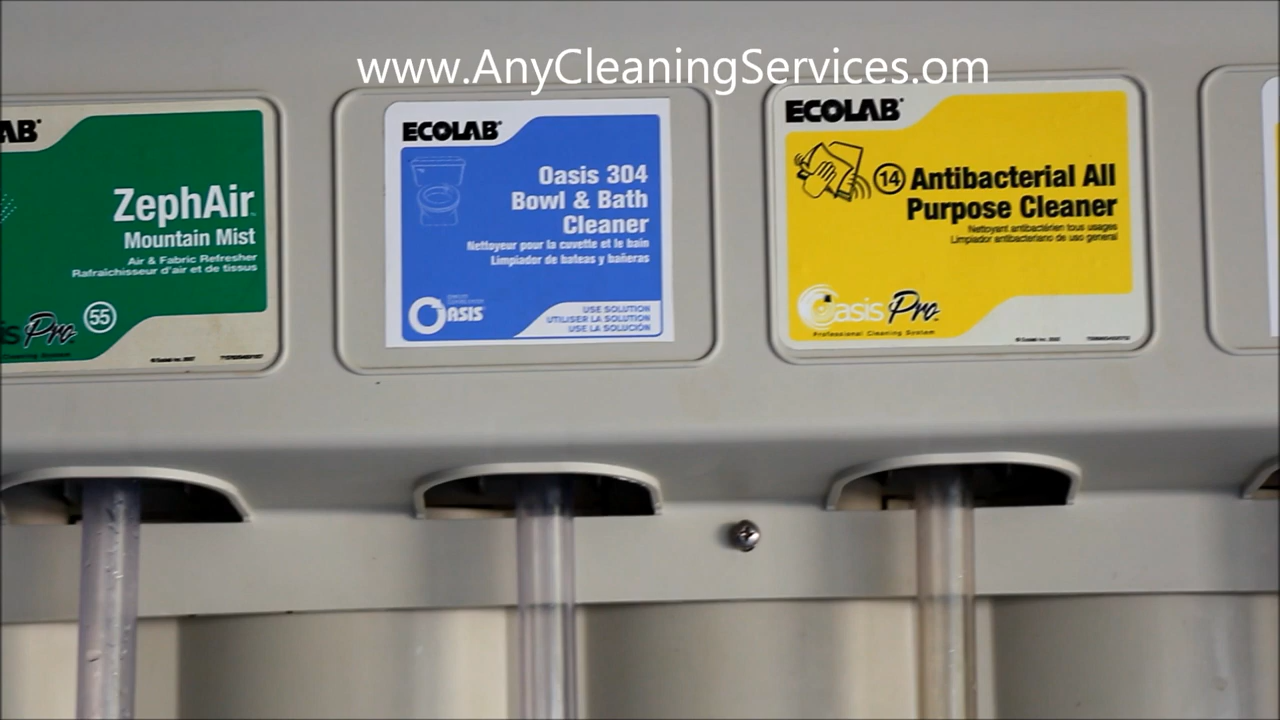 www.AnyCleaningServices.om
AB
ZephAir
Mountain Mist
Air & Fabric Refresher
Rafraîchisseur d'air et de tissus
is Pro
55
ECOLAB
Oasis 304
Bowl & Bath
Cleaner
Nettoyeur pour la cuvette et le bain
Limpiador de bateas y bañeras
OASIS
USE SOLUTION
UTILISER LA SOLUTION
USE LA SOLUCIÓN
ECOLAB
14 Antibacterial All
Purpose Cleaner
Nettoyant antibactérien tous usages
Limpiador antibacteriano de uso general
Oasis Pro
Professional Cleaning System